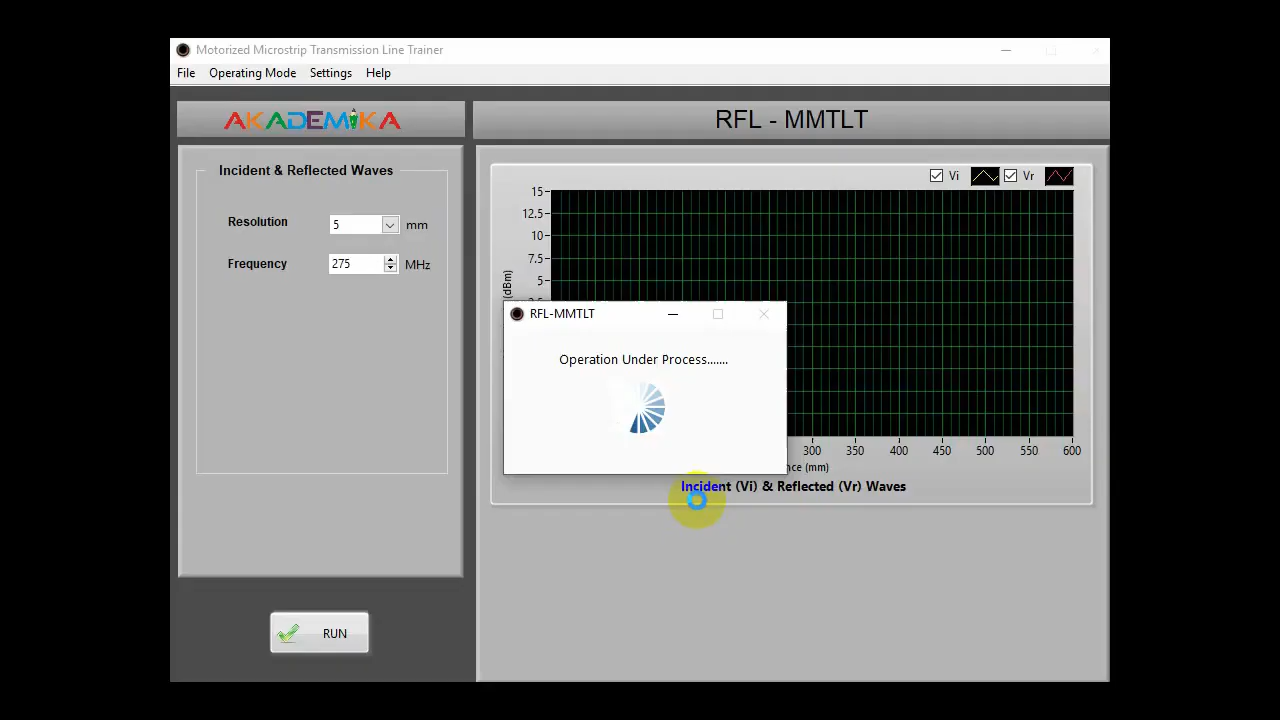 Motorized Microstrip Transmission Line Trainer
File Operating Mode Settings Help
AKADEMIKA
RFL - MMTLT
Incident & Reflected Waves
Resolution 5 mm
Frequency 275 MHz
Vi Vr
15
12.5
10
7.5
5
(dBm)
RFL-MMTLT
Operation Under Process.......
300 350 400 450 500 550 600
nce (mm)
Incident (Vi) & Reflected (Vr) Waves
RUN